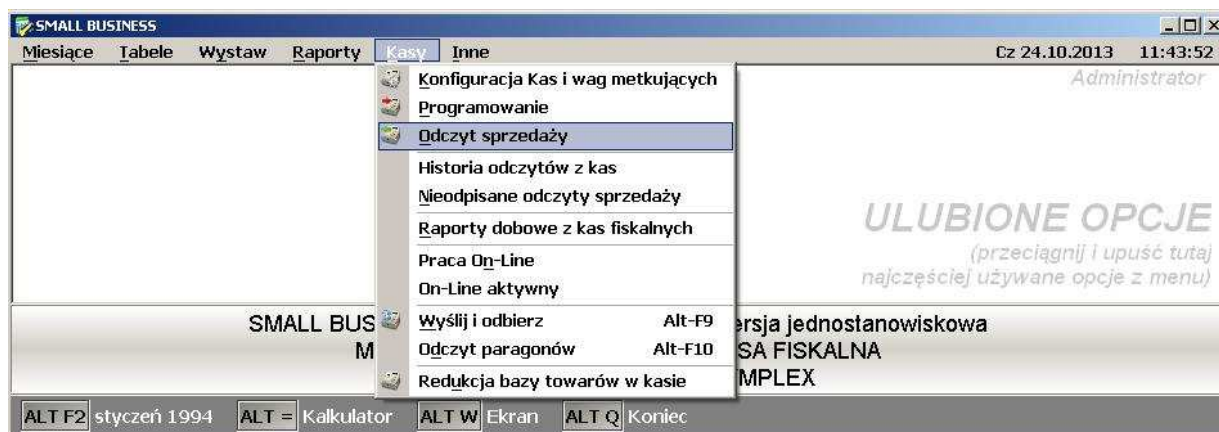 SMALL BUSINESS
Miesiące Tabele Wystaw Raporty Kasy Inne Cz 24.10.2013 11:43:52
Administrator
Konfiguracja Kas i wag metkujących
Programowanie
Odczyt sprzedaży
Historia odczytów z kas
Nieodpisane odczyty sprzedaży
Raporty dobowe z kas fiskalnych
Praca On-Line
On-Line aktywny
Wyślij i odbierz Alt-F9
Odczyt paragonów Alt-F10
Redukcja bazy towarów w kasie
ULUBIONE OPCJE
(przeciągnij i upuść tutaj
najczęściej używane opcje z menu)
SMALL BUS ersja jednostanowiskowa
M SA FISKALNA
MPLEX
ALT F2 styczeń 1994 ALT = Kalkulator ALT W Ekran ALT Q Koniec